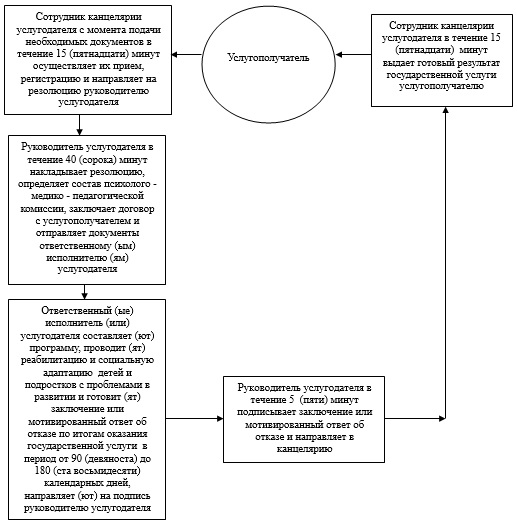 Сотрудник канцелярии
услугодателя с момента подачи
необходимых документов в
течение 15 (пятнадцати) минут
осуществляет их прием,
регистрацию и направляет на
резолюцию руководителю
услугодателя
Услугополучатель
Сотрудник канцелярии
услугодателя в течение 15
(пятнадцати) минут
выдает готовый результат
государственной услуги
услугополучателю
Руководитель услугодателя в
течение 40 (сорока) минут
накладывает резолюцию,
определяет состав психолого -
медико - педагогической
комиссии, заключает договор
с услугополучателем и
отправляет документы
ответственному (ым)
исполнителю (ям)
услугодателя
Ответственный (ые)
исполнитель (или)
услугодателя составляет (ют)
программу, проводит (ят)
реабилитацию и социальную
адаптацию детей и
подростков с проблемами в
развитии и готовит (ят)
заключение или
мотивированный ответ об
отказе по итогам оказания
государственной услуги в
период от 90 (девяноста) до
180 (ста восьмидесяти)
календарных дней,
направляет (ют) на подпись
руководителю услугодателя
Руководитель услугодателя в
течение 5 (пяти) минут
подписывает заключение или
мотивированный ответ об
отказе и направляет в
канцелярию